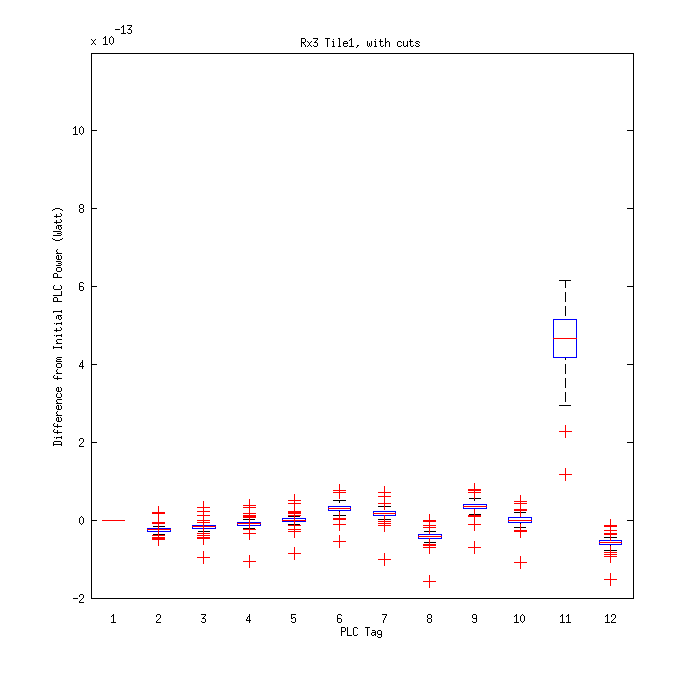 x 10
-13
Rx3 Tile1, with cuts
10
8
6
4
2
0
-2
Difference from Initial PLC Power (Watt)
1 2 3 4 5 6 7 8 9 10 11 12
PLC Tag